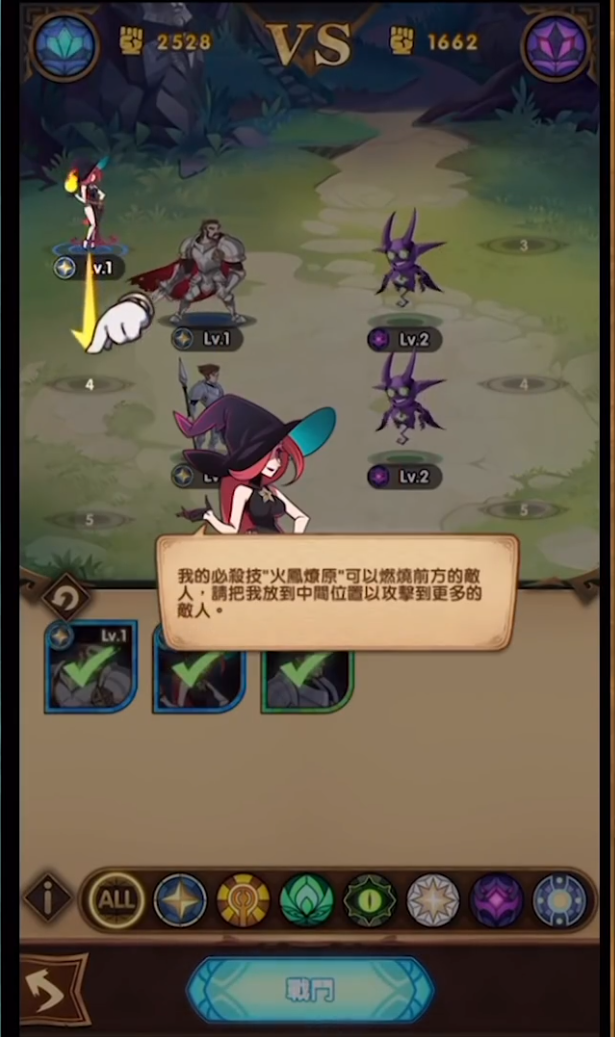 2528
VS
1662
3
v.1
Lv.1
Lv.2
4
4
Lv
Lv.2
5
5
我的必殺技"火鳳燎原"可以燃燒前方的敵
人，請把我放到中間位置以攻擊到更多的
敵人。
Lv.1
i
ALL
戰鬥